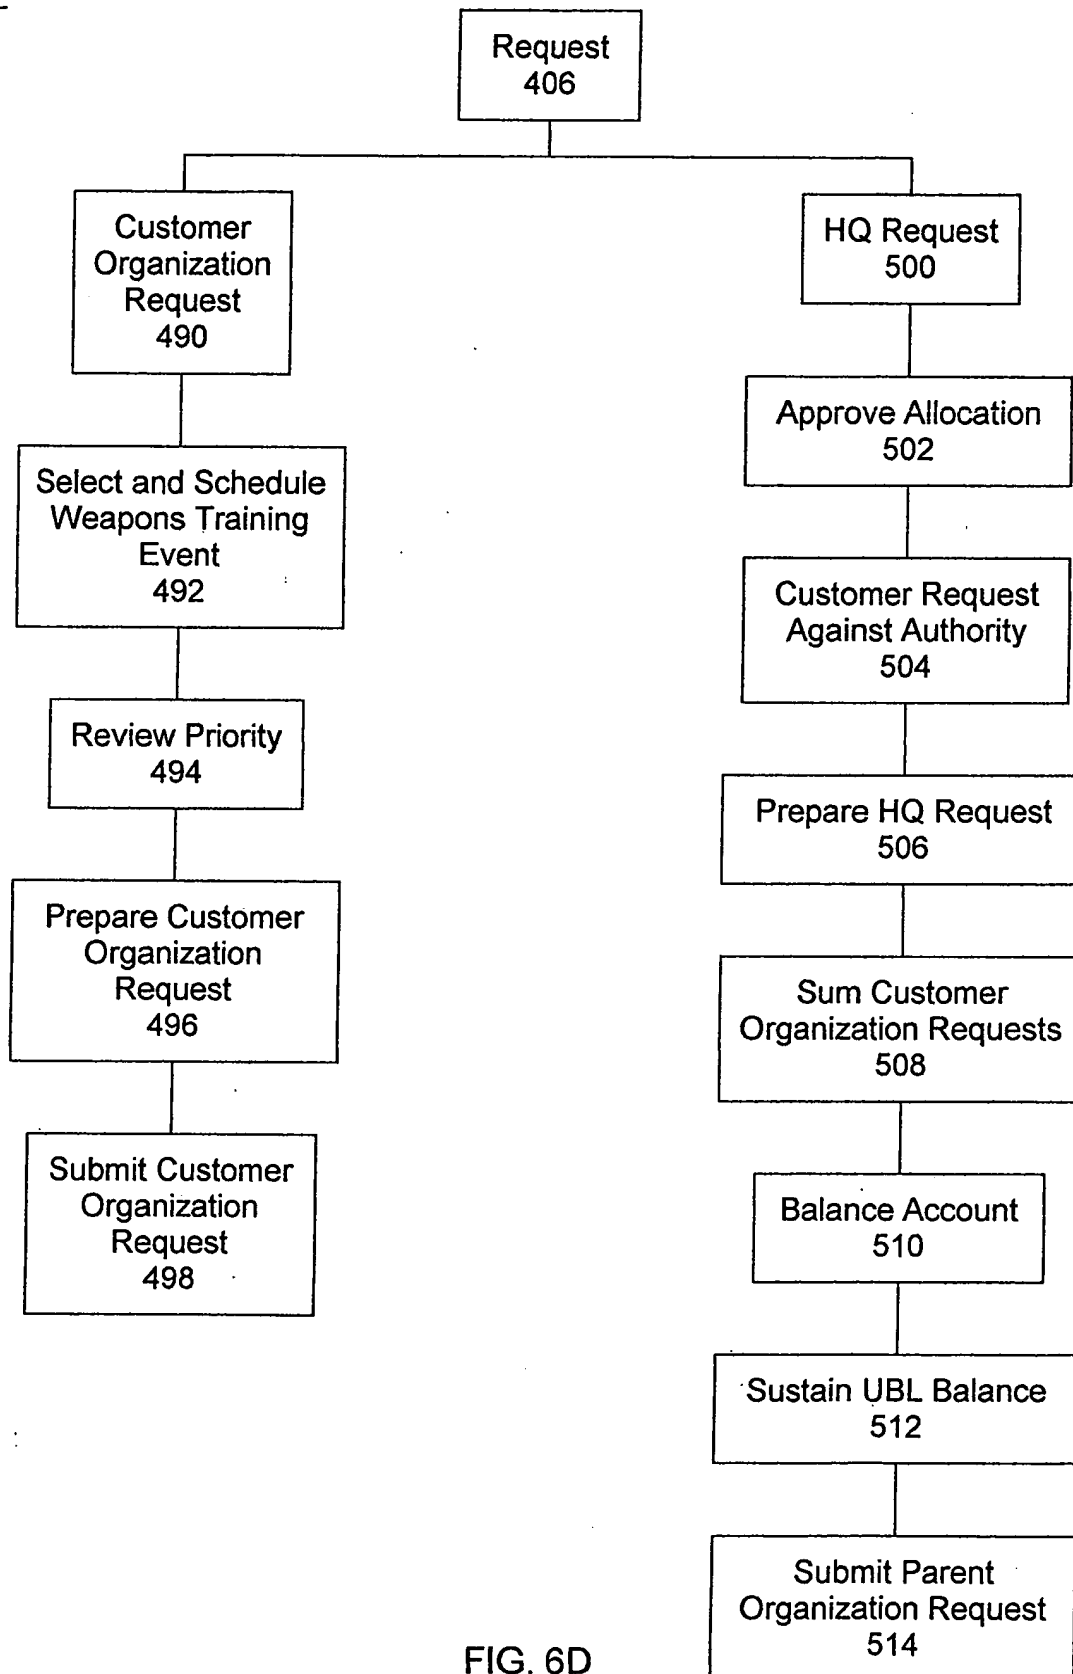 Request
406
Customer
Organization
Request
490
Select and Schedule
Weapons Training
Event
492
Review Priority
494
Prepare Customer
Organization
Request
496
Submit Customer
Organization
Request
498
HQ Request
500
Approve Allocation
502
Customer Request
Against Authority
504
Prepare HQ Request
506
Sum Customer
Organization Requests
508
Balance Account
510
Sustain UBL Balance
512
Submit Parent
Organization Request
514
FIG. 6D